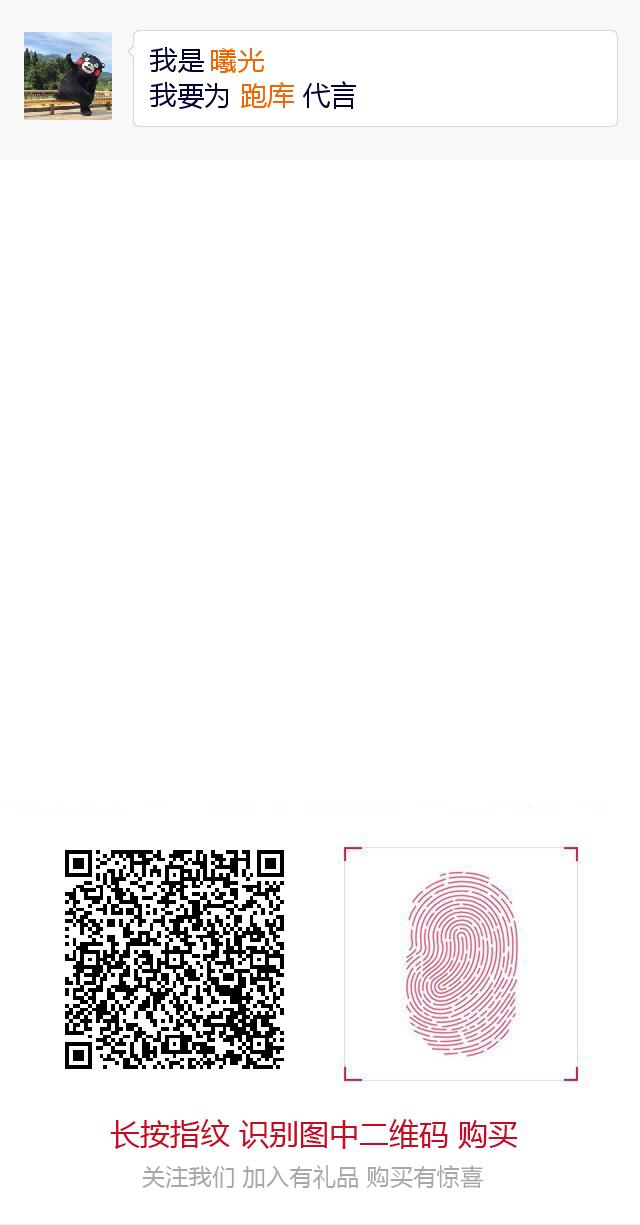 我是 曦光
我要为 跑库 代言
长按指纹 识别图中二维码 购买
关注我们 加入有礼品 购买有惊喜